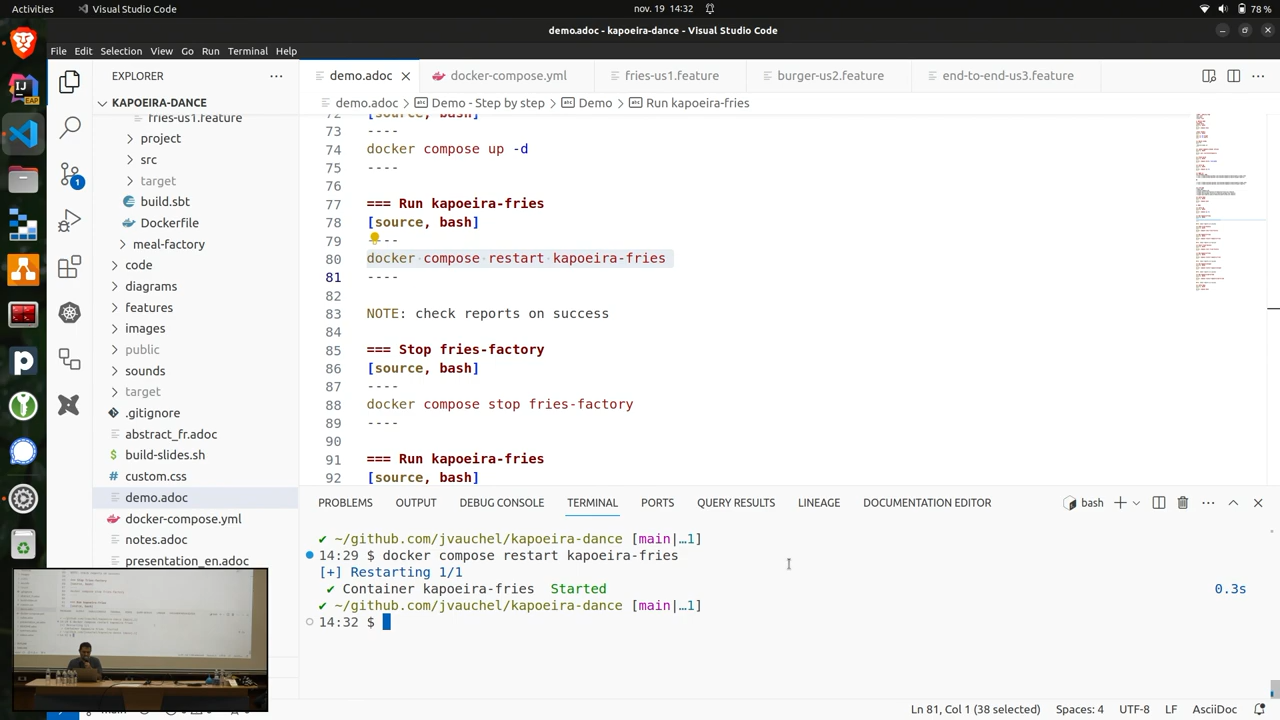 Activities
Visual Studio Code
nov. 19 14:32
78 %
demo.adoc - kapoeira-dance - Visual Studio Code
File Edit Selection View Go Run Terminal Help
EXPLORER
KAPOEIRA-DANCE
fries-us1.feature
project
src
target
build.sbt
Dockerfile
meal-factory
code
diagrams
features
images
public
sounds
target
.gitignore
abstract_fr.adoc
build-slides.sh
custom.css
demo.adoc
docker-compose.yml
notes.adoc
presentation_en.adoc
demo.adoc
docker-compose.yml
fries-us1.feature
burger-us2.feature
end-to-end-us3.feature
demo.adoc > Demo - Step by step > Demo > Run kapoeira-fries
72 [source, bash]
73 ----
74 docker compose d
75 ----
76
77 === Run kapoeira-fries
78 [source, bash]
79 ----
80 docker compose restart kapoeira-fries
81 ----
82
83 NOTE: check reports on success
84
85 === Stop fries-factory
86 [source, bash]
87 ----
88 docker compose stop fries-factory
89 ----
90
91 === Run kapoeira-fries
92 [source, bash]
PROBLEMS OUTPUT DEBUG CONSOLE TERMINAL PORTS QUERY RESULTS LINEAGE DOCUMENTATION EDITOR
bash
✔ ~/github.com/jvauchel/kapoeira-dance [main|…1]
14:29 $ docker compose restart kapoeira-fries
[+] Restarting 1/1
✔ Container kapoeira-fries Started 0.3s
✔ ~/github.com/jvauchel/kapoeira-dance [main|…1]
14:32 $
Ln 81, Col 1 (38 selected) Spaces: 4 UTF-8 LF AsciiDoc